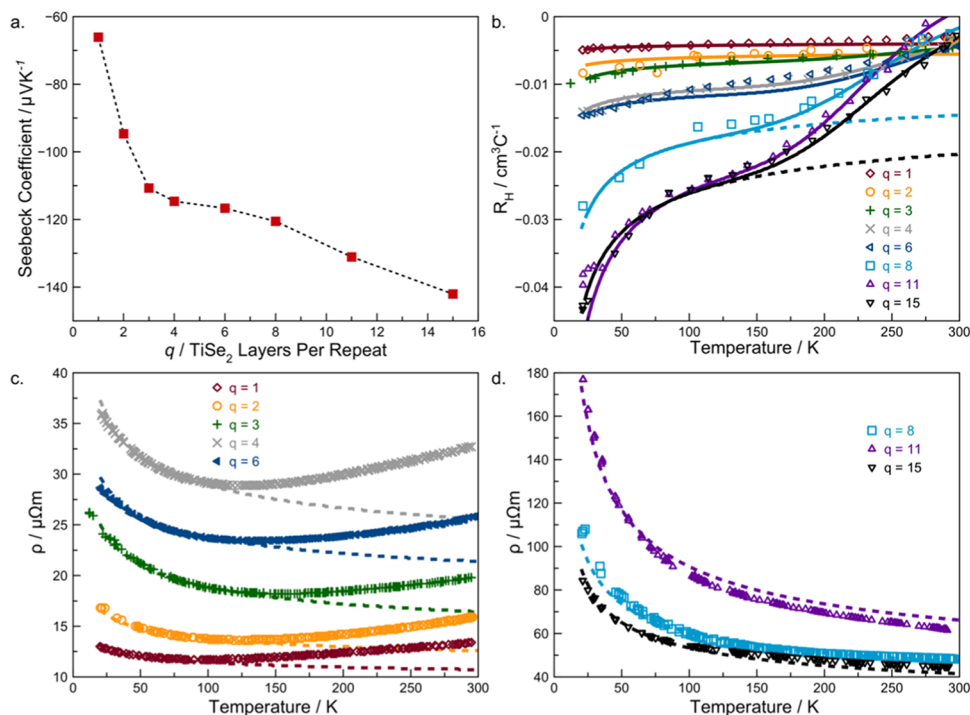 a.
Seebeck Coefficient / μVK⁻¹
−60
−80
−100
−120
−140
0 2 4 6 8 10 12 14 16
q / TiSe₂ Layers Per Repeat
b.
R_H / cm³C⁻¹
0
−0.01
−0.02
−0.03
−0.04
q = 1
q = 2
q = 3
q = 4
q = 6
q = 8
q = 11
q = 15
0 50 100 150 200 250 300
Temperature / K
c.
ρ / μΩm
40
35
30
25
20
15
10
q = 1
q = 2
q = 3
q = 4
q = 6
0 50 100 150 200 250 300
Temperature / K
d.
ρ / μΩm
180
160
140
120
100
80
60
40
q = 8
q = 11
q = 15
0 50 100 150 200 250 300
Temperature / K